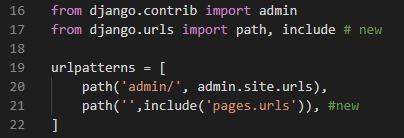 16 from django.contrib import admin
17 from django.urls import path, include # new
18
19 urlpatterns = [
20     path('admin/', admin.site.urls),
21     path('',include('pages.urls')), #new
22 ]